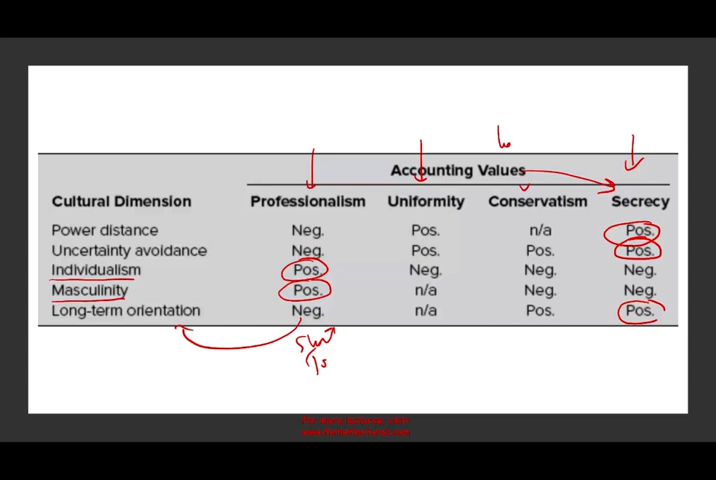 Accounting Values
Cultural Dimension Professionalism Uniformity Conservatism Secrecy
Power distance Neg. Pos. n/a Pos.
Uncertainty avoidance Neg. Pos. Pos. Pos.
Individualism Pos. Neg. Neg. Neg.
Masculinity Pos. n/a Neg. Neg.
Long-term orientation Neg. n/a Pos. Pos.